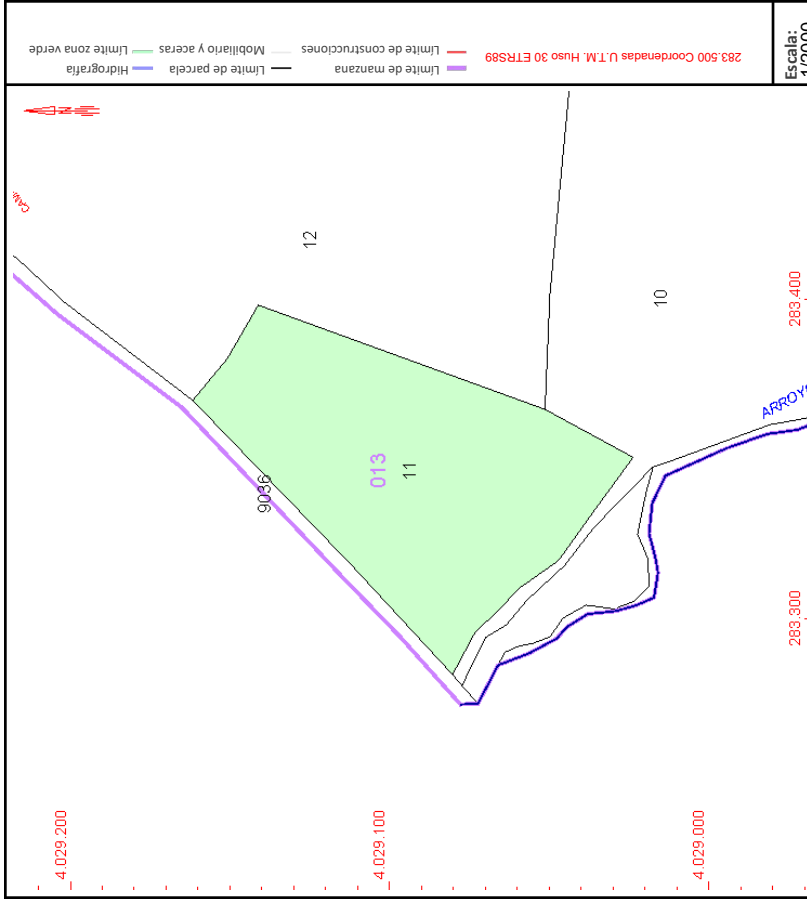 Límite zona verde
Hidrografía
Mobiliario y aceras
Límite de parcela
Límite de construcciones
Límite de manzana
283.500 Coordenadas U.T.M. Huso 30 ETRS89
Escala:
1/2000
12
10
9036
013
11
283,400
283,300
4.029.200
4.029.100
4.029.000